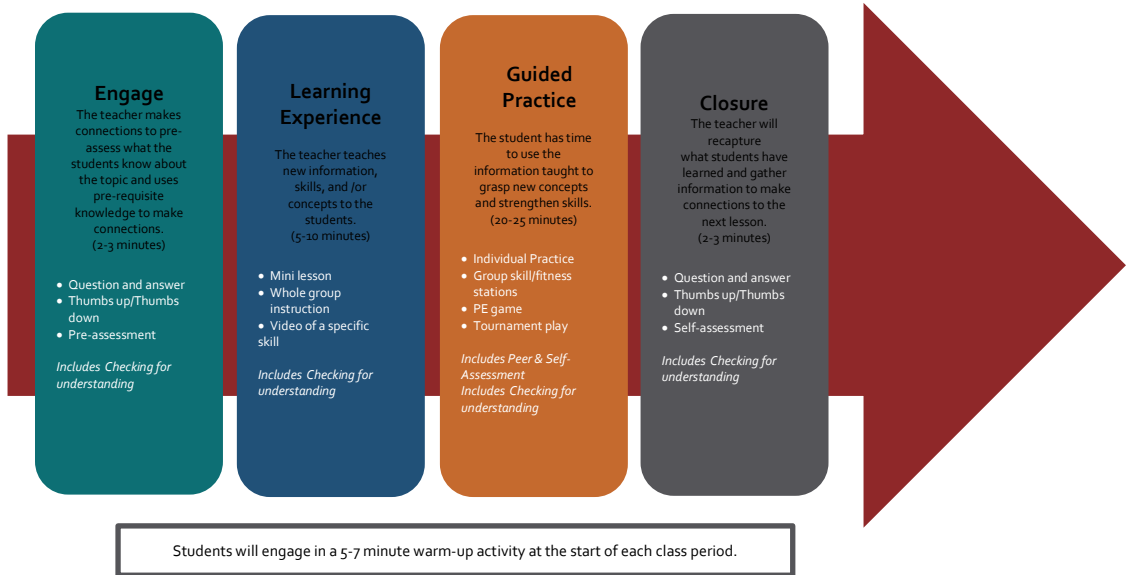 Engage
The teacher makes
connections to pre-
assess what the
students know about
the topic and uses
pre-requisite
knowledge to make
connections.
(2-3 minutes)
• Question and answer
• Thumbs up/Thumbs
down
• Pre-assessment
Includes Checking for
understanding
Learning
Experience
The teacher teaches
new information,
skills, and /or
concepts to the
students.
(5-10 minutes)
• Mini lesson
• Whole group
instruction
• Video of a specific
skill
Includes Checking for
understanding
Guided
Practice
The student has time
to use the
information taught to
grasp new concepts
and strengthen skills.
(20-25 minutes)
• Individual Practice
• Group skill/fitness
stations
• PE game
• Tournament play
Includes Peer & Self-
Assessment
Includes Checking for
understanding
Closure
The teacher will
recapture
what students have
learned and gather
information to make
connections to the
next lesson.
(2-3 minutes)
• Question and answer
• Thumbs up/Thumbs
down
• Self-assessment
Includes Checking for
understanding
Students will engage in a 5-7 minute warm-up activity at the start of each class period.